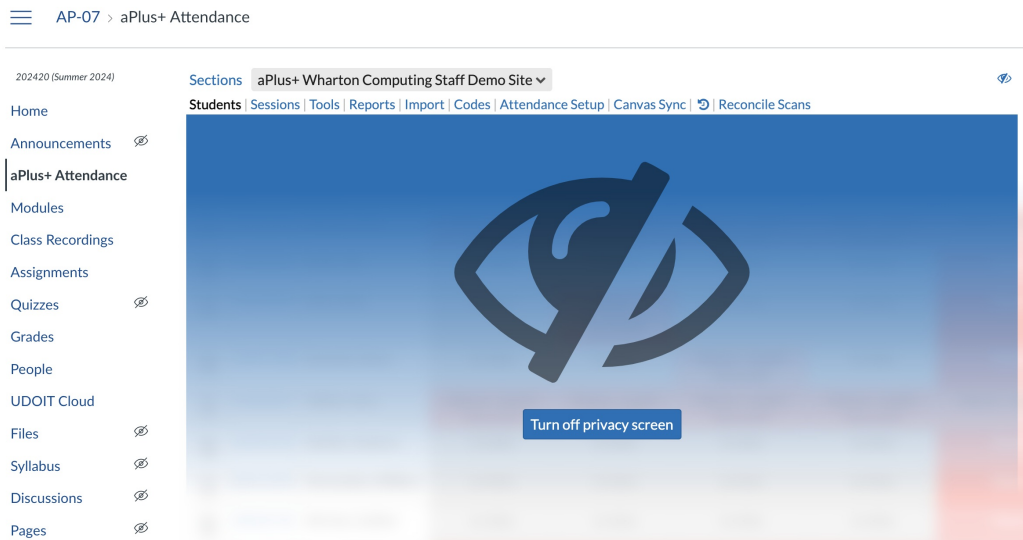 AP-07 › aPlus+ Attendance
202420 (Summer 2024)
Home
Announcements
aPlus+ Attendance
Modules
Class Recordings
Assignments
Quizzes
Grades
People
UDOIT Cloud
Files
Syllabus
Discussions
Pages
Sections aPlus+ Wharton Computing Staff Demo Site
Students | Sessions | Tools | Reports | Import | Codes | Attendance Setup | Canvas Sync | | Reconcile Scans
Turn off privacy screen